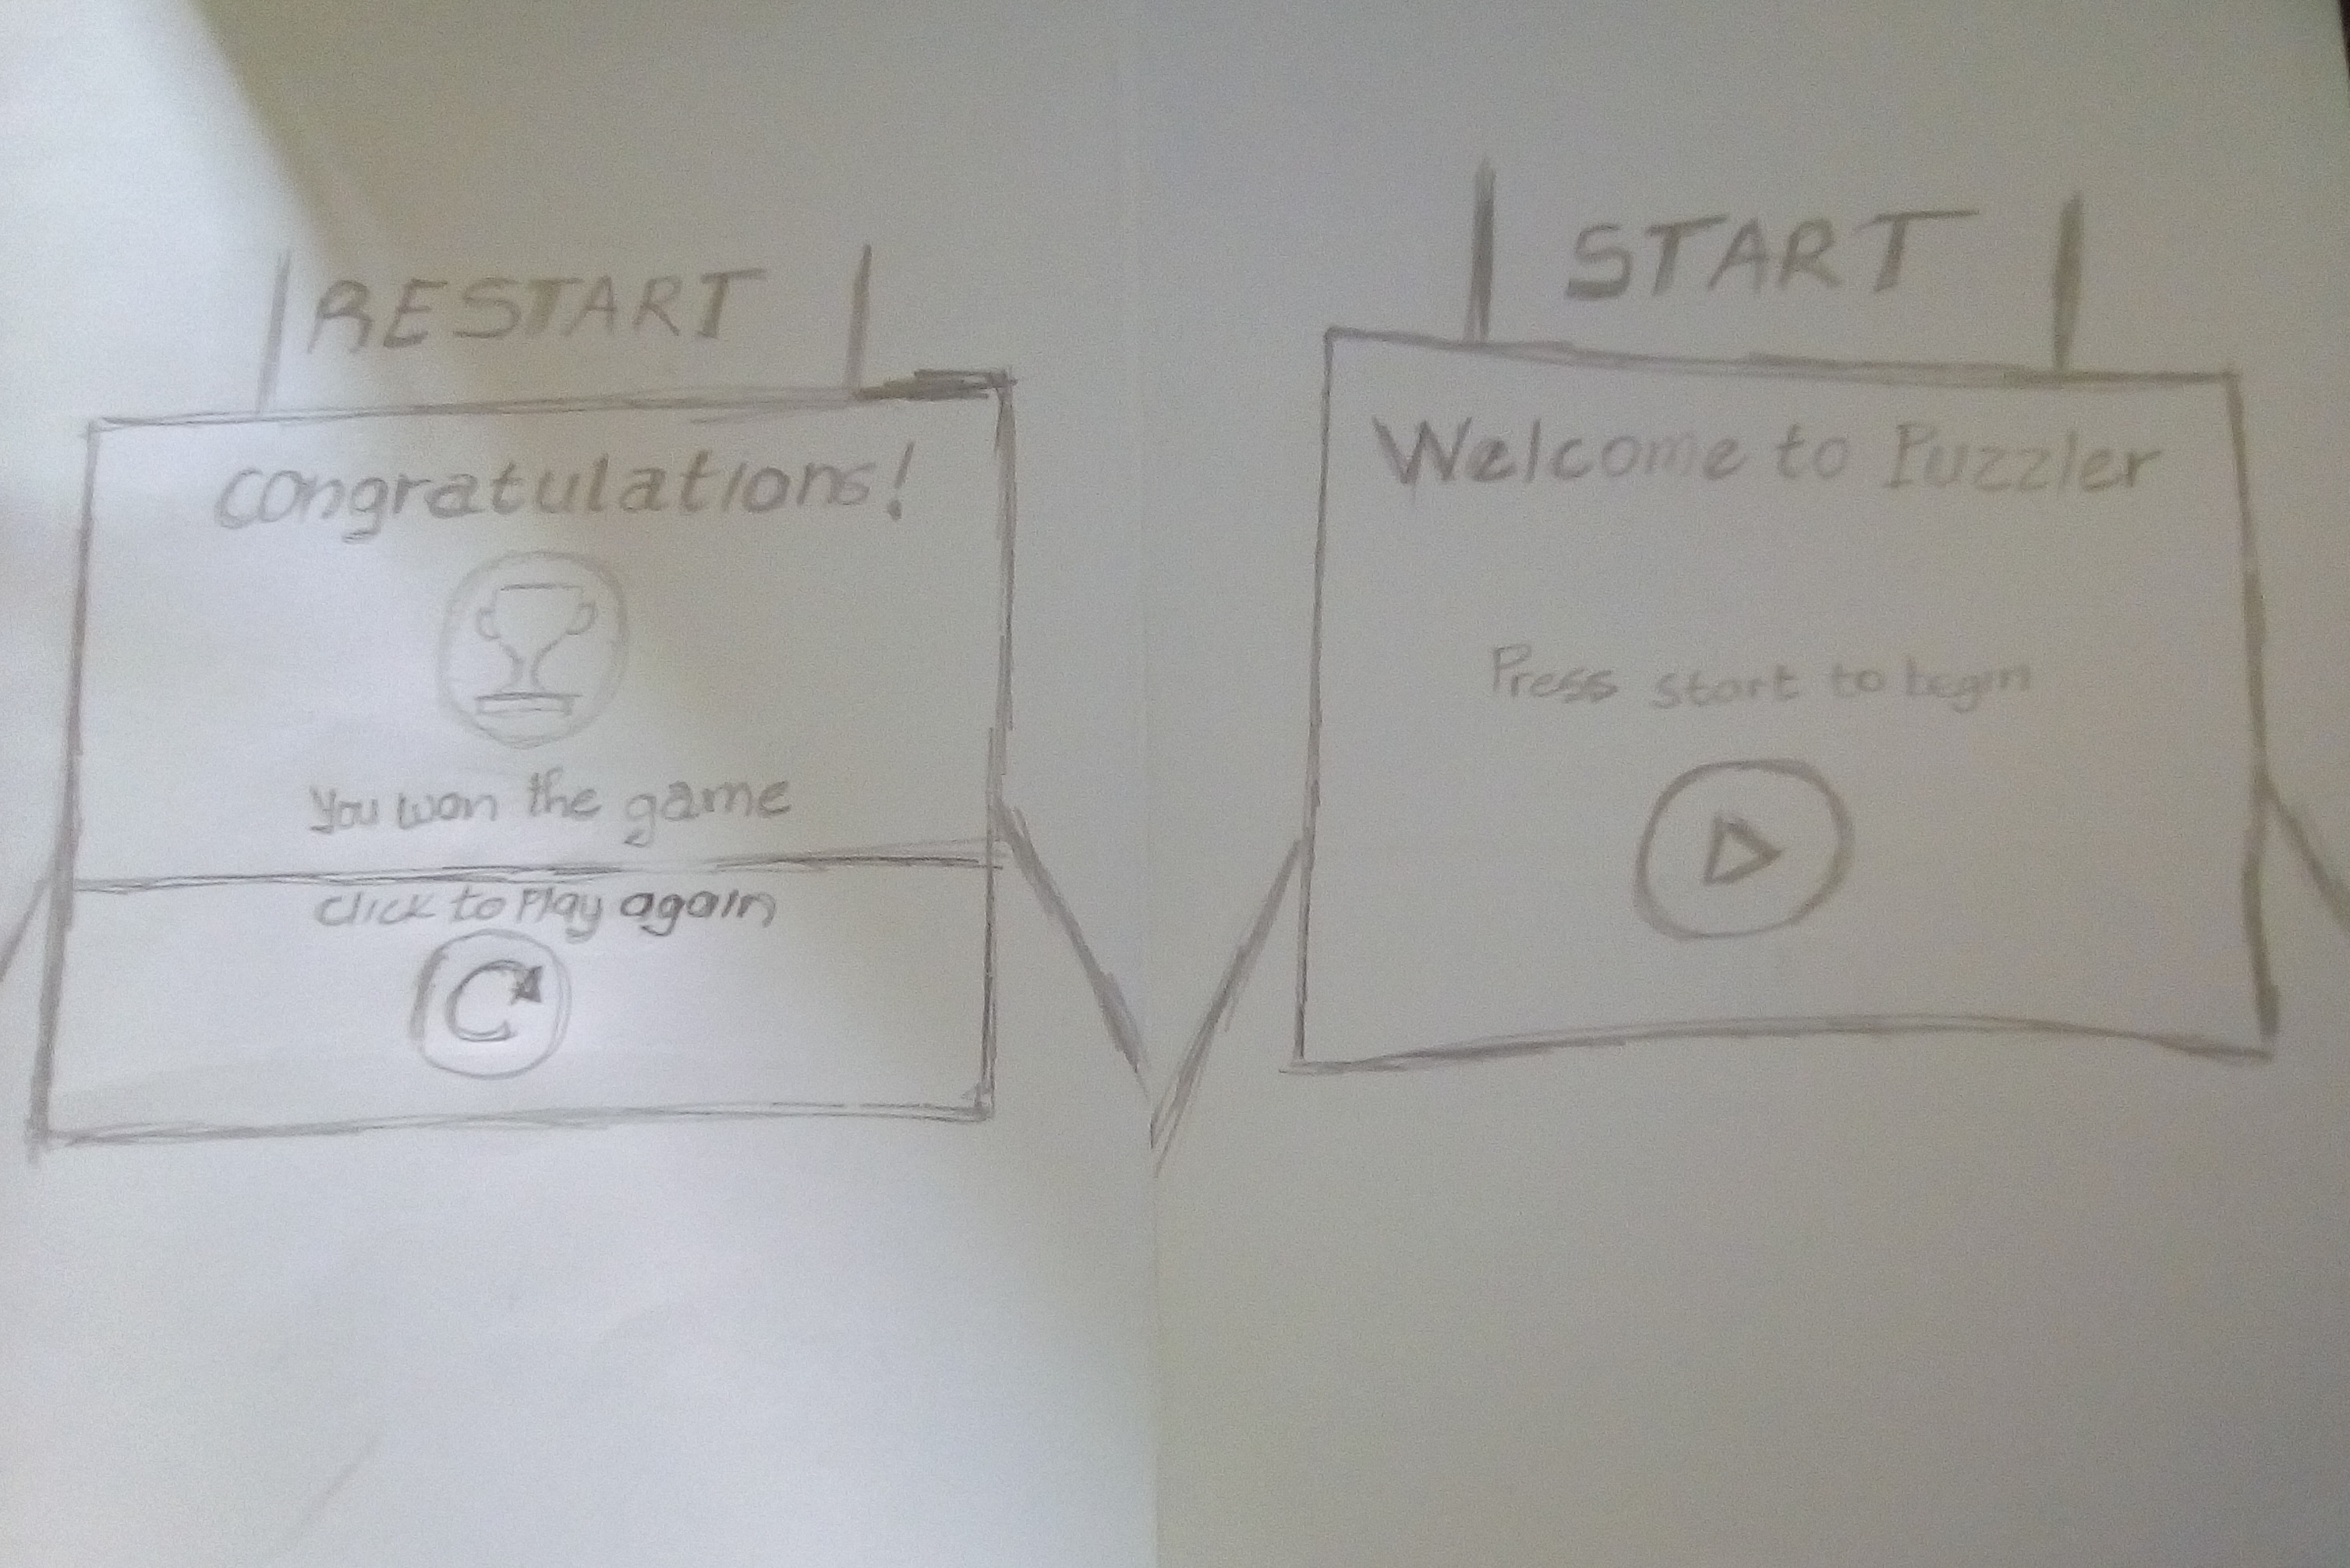 RESTART
congratulations!
You won the game
click to Play again
START
Welcome to Puzzler
Press start to begin